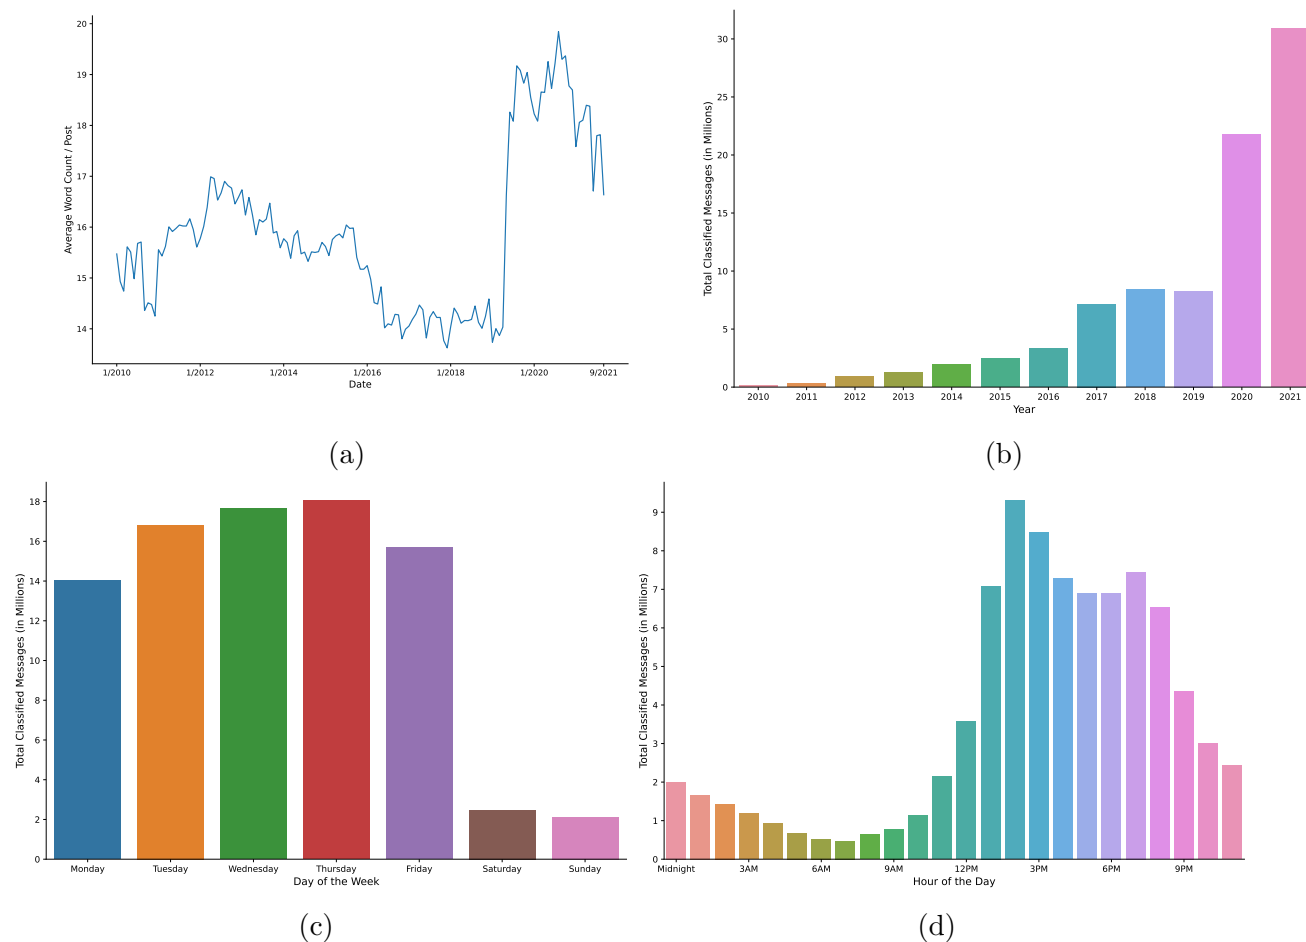 20
19
18
17
16
15
14
Average Word Count / Post
1/2010 1/2012 1/2014 1/2016 1/2018 1/2020 9/2021
Date
(a)
30
25
20
15
10
5
0
Total Classified Messages (in Millions)
2010 2011 2012 2013 2014 2015 2016 2017 2018 2019 2020 2021
Year
(b)
18
16
14
12
10
8
6
4
2
0
Total Classified Messages (in Millions)
Monday Tuesday Wednesday Thursday Friday Saturday Sunday
Day of the Week
(c)
9
8
7
6
5
4
3
2
1
0
Total Classified Messages (in Millions)
Midnight 3AM 6AM 9AM 12PM 3PM 6PM 9PM
Hour of the Day
(d)